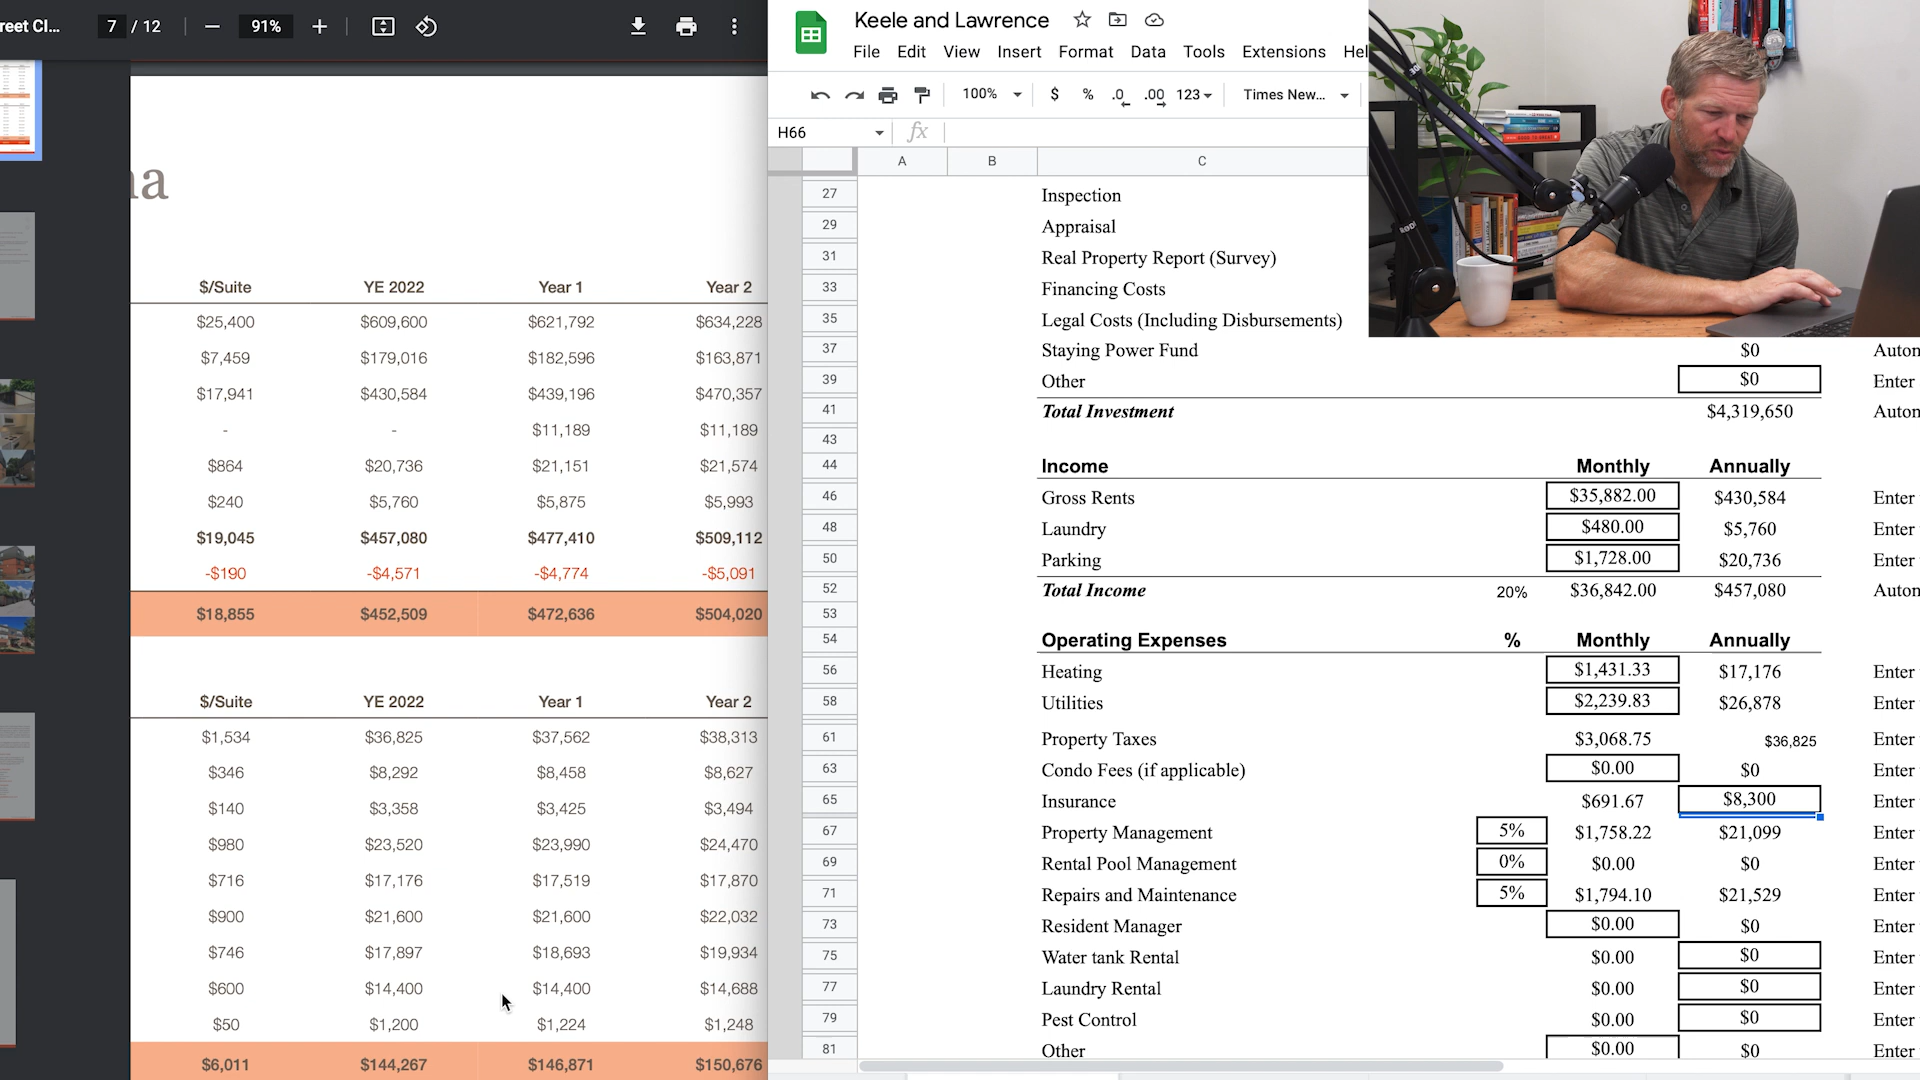 reet Cl...
7 / 12
91%
na
$/Suite YE 2022 Year 1 Year 2
$25,400 $609,600 $621,792 $634,228
$7,459 $179,016 $182,596 $163,871
$17,941 $430,584 $439,196 $470,357
- - $11,189 $11,189
$864 $20,736 $21,151 $21,574
$240 $5,760 $5,875 $5,993
$19,045 $457,080 $477,410 $509,112
-$190 -$4,571 -$4,774 -$5,091
$18,855 $452,509 $472,636 $504,020
$/Suite YE 2022 Year 1 Year 2
$1,534 $36,825 $37,562 $38,313
$346 $8,292 $8,458 $8,627
$140 $3,358 $3,425 $3,494
$980 $23,520 $23,990 $24,470
$716 $17,176 $17,519 $17,870
$900 $21,600 $21,600 $22,032
$746 $17,897 $18,693 $19,934
$600 $14,400 $14,400 $14,688
$50 $1,200 $1,224 $1,248
$6,011 $144,267 $146,871 $150,676
Keele and Lawrence
File Edit View Insert Format Data Tools Extensions Hel
100% $ % .0 .00 123 Times New...
H66 fx
A B C
27 Inspection
29 Appraisal
31 Real Property Report (Survey)
33 Financing Costs
35 Legal Costs (Including Disbursements)
37 Staying Power Fund $0 Auton
39 Other $0 Enter
41 Total Investment $4,319,650 Auton
43
44 Income Monthly Annually
46 Gross Rents $35,882.00 $430,584 Enter
48 Laundry $480.00 $5,760 Enter
50 Parking $1,728.00 $20,736 Enter
52 Total Income 20% $36,842.00 $457,080 Auton
53
54 Operating Expenses % Monthly Annually
56 Heating $1,431.33 $17,176 Enter
58 Utilities $2,239.83 $26,878 Enter
61 Property Taxes $3,068.75 $36,825 Enter
63 Condo Fees (if applicable) $0.00 $0 Enter
65 Insurance $691.67 $8,300 Enter
67 Property Management 5% $1,758.22 $21,099 Enter
69 Rental Pool Management 0% $0.00 $0 Enter
71 Repairs and Maintenance 5% $1,794.10 $21,529 Enter
73 Resident Manager $0.00 $0 Enter
75 Water tank Rental $0.00 $0 Enter
77 Laundry Rental $0.00 $0 Enter
79 Pest Control $0.00 $0 Enter
81 Other $0.00 $0 Enter